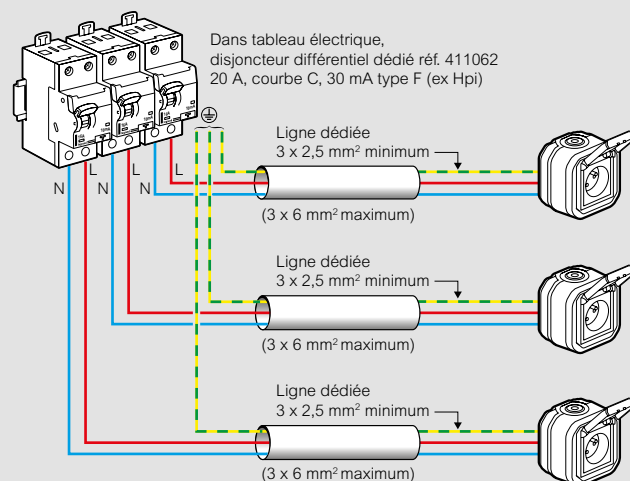 Dans tableau électrique,
disjoncteur différentiel dédié réf. 411062
20 A, courbe C, 30 mA type F (ex Hpi)
Ligne dédiée
3 x 2,5 mm² minimum
N L N L N L
(3 x 6 mm² maximum)
Ligne dédiée
3 x 2,5 mm² minimum
(3 x 6 mm² maximum)
Ligne dédiée
3 x 2,5 mm² minimum
(3 x 6 mm² maximum)